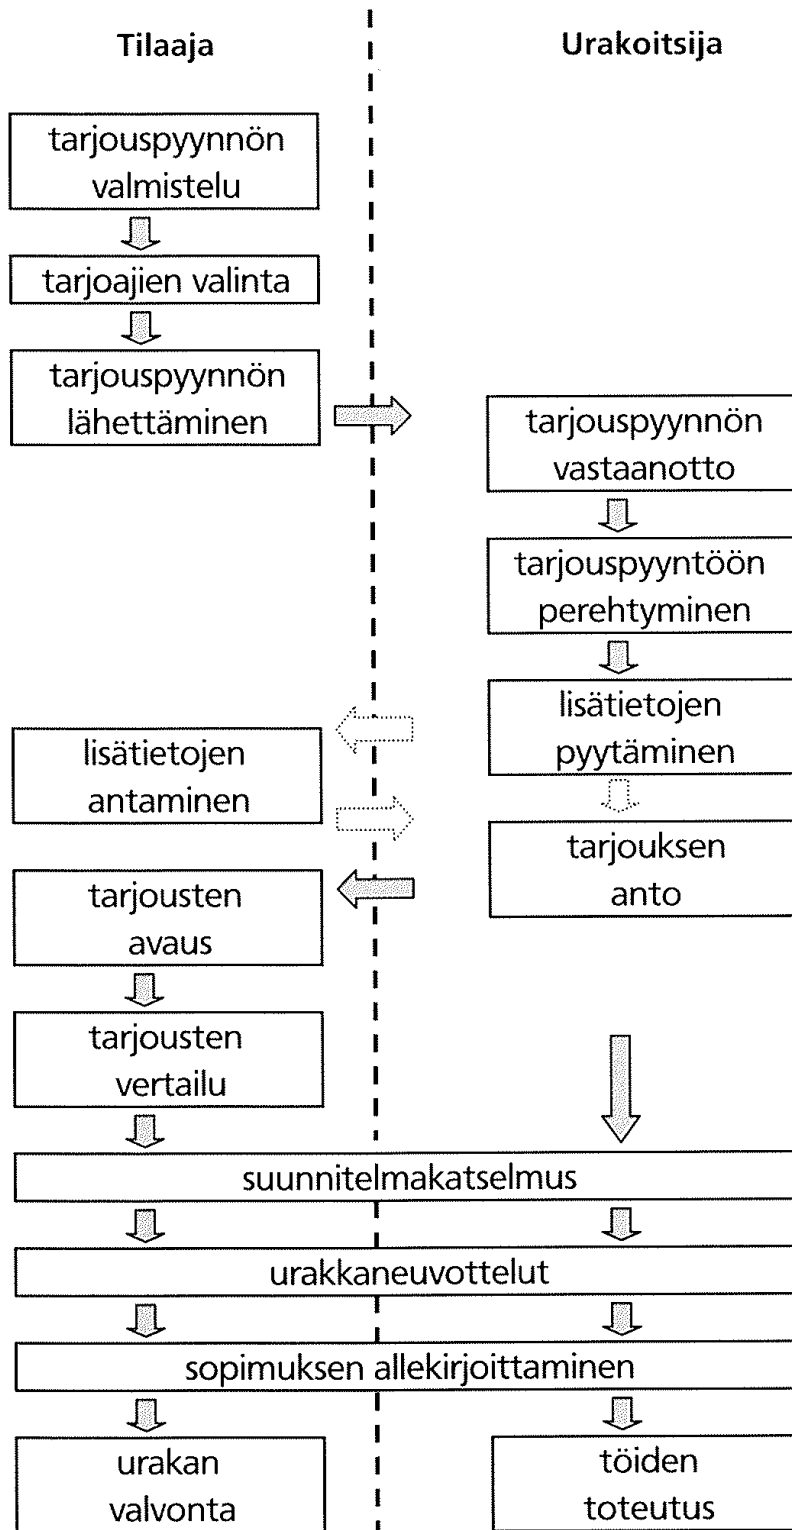 Tilaaja
Urakoitsija
tarjouspyynnön
valmistelu
tarjoajien valinta
tarjouspyynnön
lähettäminen
tarjouspyynnön
vastaanotto
tarjouspyyntöön
perehtyminen
lisätietojen
pyytäminen
lisätietojen
antaminen
tarjouksen
anto
tarjousten
avaus
tarjousten
vertailu
suunnitelmakatselmus
urakkaneuvottelut
sopimuksen allekirjoittaminen
urakan
valvonta
töiden
toteutus